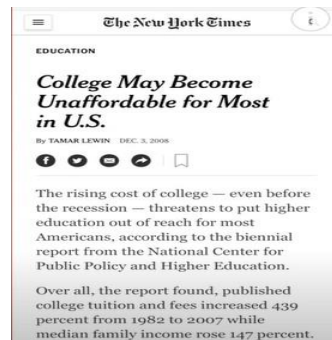 The New York Times
EDUCATION
College May Become
Unaffordable for Most
in U.S.
By TAMAR LEWIN DEC. 3, 2008
The rising cost of college — even before
the recession — threatens to put higher
education out of reach for most
Americans, according to the biennial
report from the National Center for
Public Policy and Higher Education.
Over all, the report found, published
college tuition and fees increased 439
percent from 1982 to 2007 while
median family income rose 147 percent.